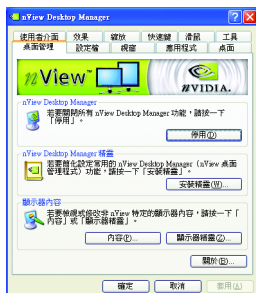 nView Desktop Manager
使用者介面 效果 縮放 快速鍵 滑鼠 工具
桌面管理 設定檔 視窗 應用程式 桌面
nView™
NVIDIA.
nView Desktop Manager
若要關閉所有 nView Desktop Manager 功能,請按一下
「停用」。
停用(D)
nView Desktop Manager 精靈
若要簡化設定常用的 nView Desktop Manager (nView 桌面
管理程式) 功能,請按一下「安裝精靈」。
安裝精靈(W)...
顯示器內容
若要檢視或修改非 nView 特定的顯示器內容,請按一下「
內容」或「顯示器精靈」。
內容(P)...
顯示器精靈(Z)...
關於(B)...
確定 取消 套用(A)